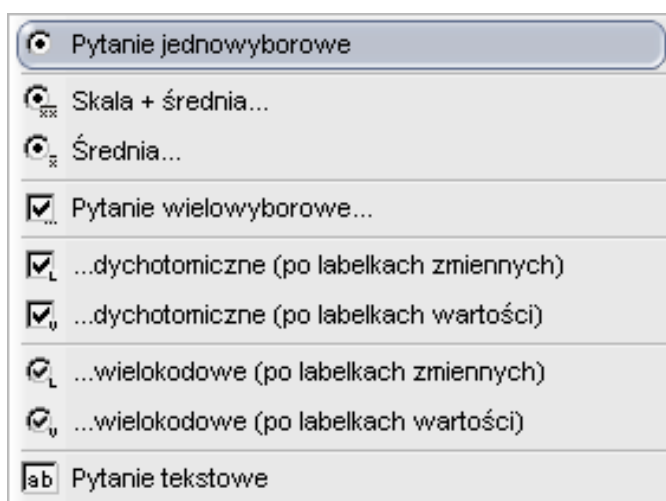 Pytanie jednowyborowe
Skala + średnia...
Średnia...
Pytanie wielowyborowe...
...dychotomiczne (po labelkach zmiennych)
...dychotomiczne (po labelkach wartości)
...wielokodowe (po labelkach zmiennych)
...wielokodowe (po labelkach wartości)
ab Pytanie tekstowe